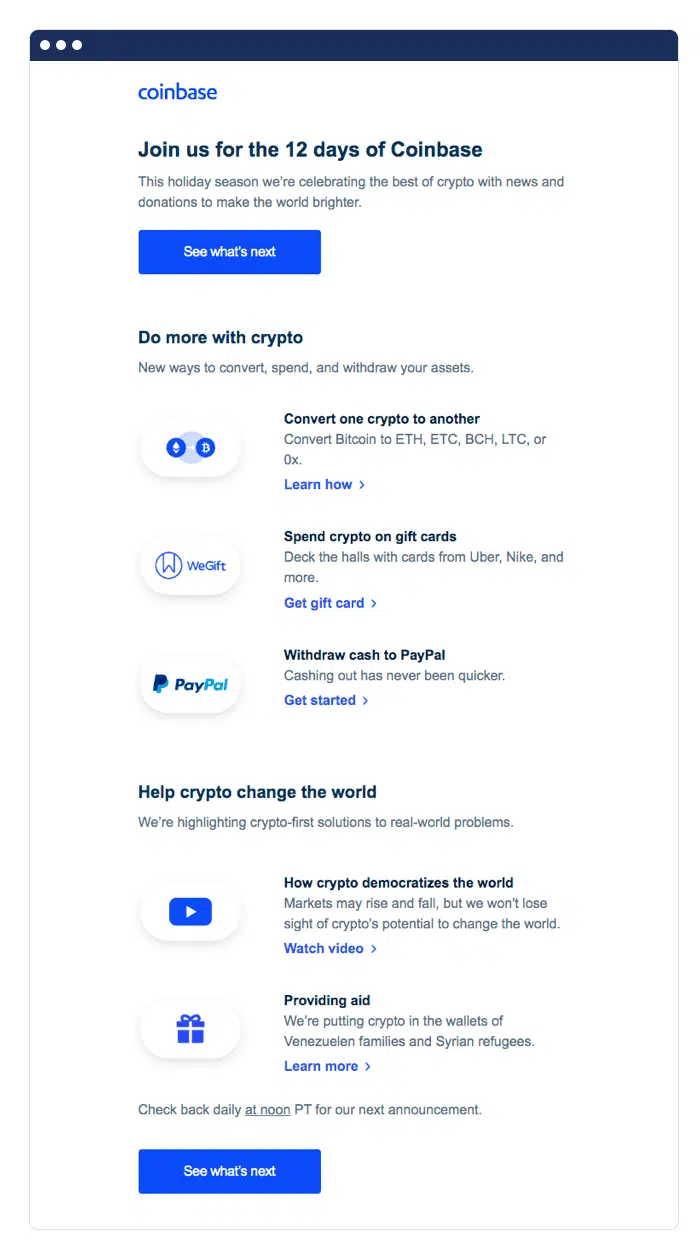 coinbase
Join us for the 12 days of Coinbase
This holiday season we're celebrating the best of crypto with news and
donations to make the world brighter.
See what's next
Do more with crypto
New ways to convert, spend, and withdraw your assets.
Convert one crypto to another
Convert Bitcoin to ETH, ETC, BCH, LTC, or
0x.
Learn how >
WeGift
Spend crypto on gift cards
Deck the halls with cards from Uber, Nike, and
more.
Get gift card >
PayPal
Withdraw cash to PayPal
Cashing out has never been quicker.
Get started >
Help crypto change the world
We're highlighting crypto-first solutions to real-world problems.
How crypto democratizes the world
Markets may rise and fall, but we won't lose
sight of crypto's potential to change the world.
Watch video >
Providing aid
We're putting crypto in the wallets of
Venezuelen families and Syrian refugees.
Learn more >
Check back daily at noon PT for our next announcement.
See what's next